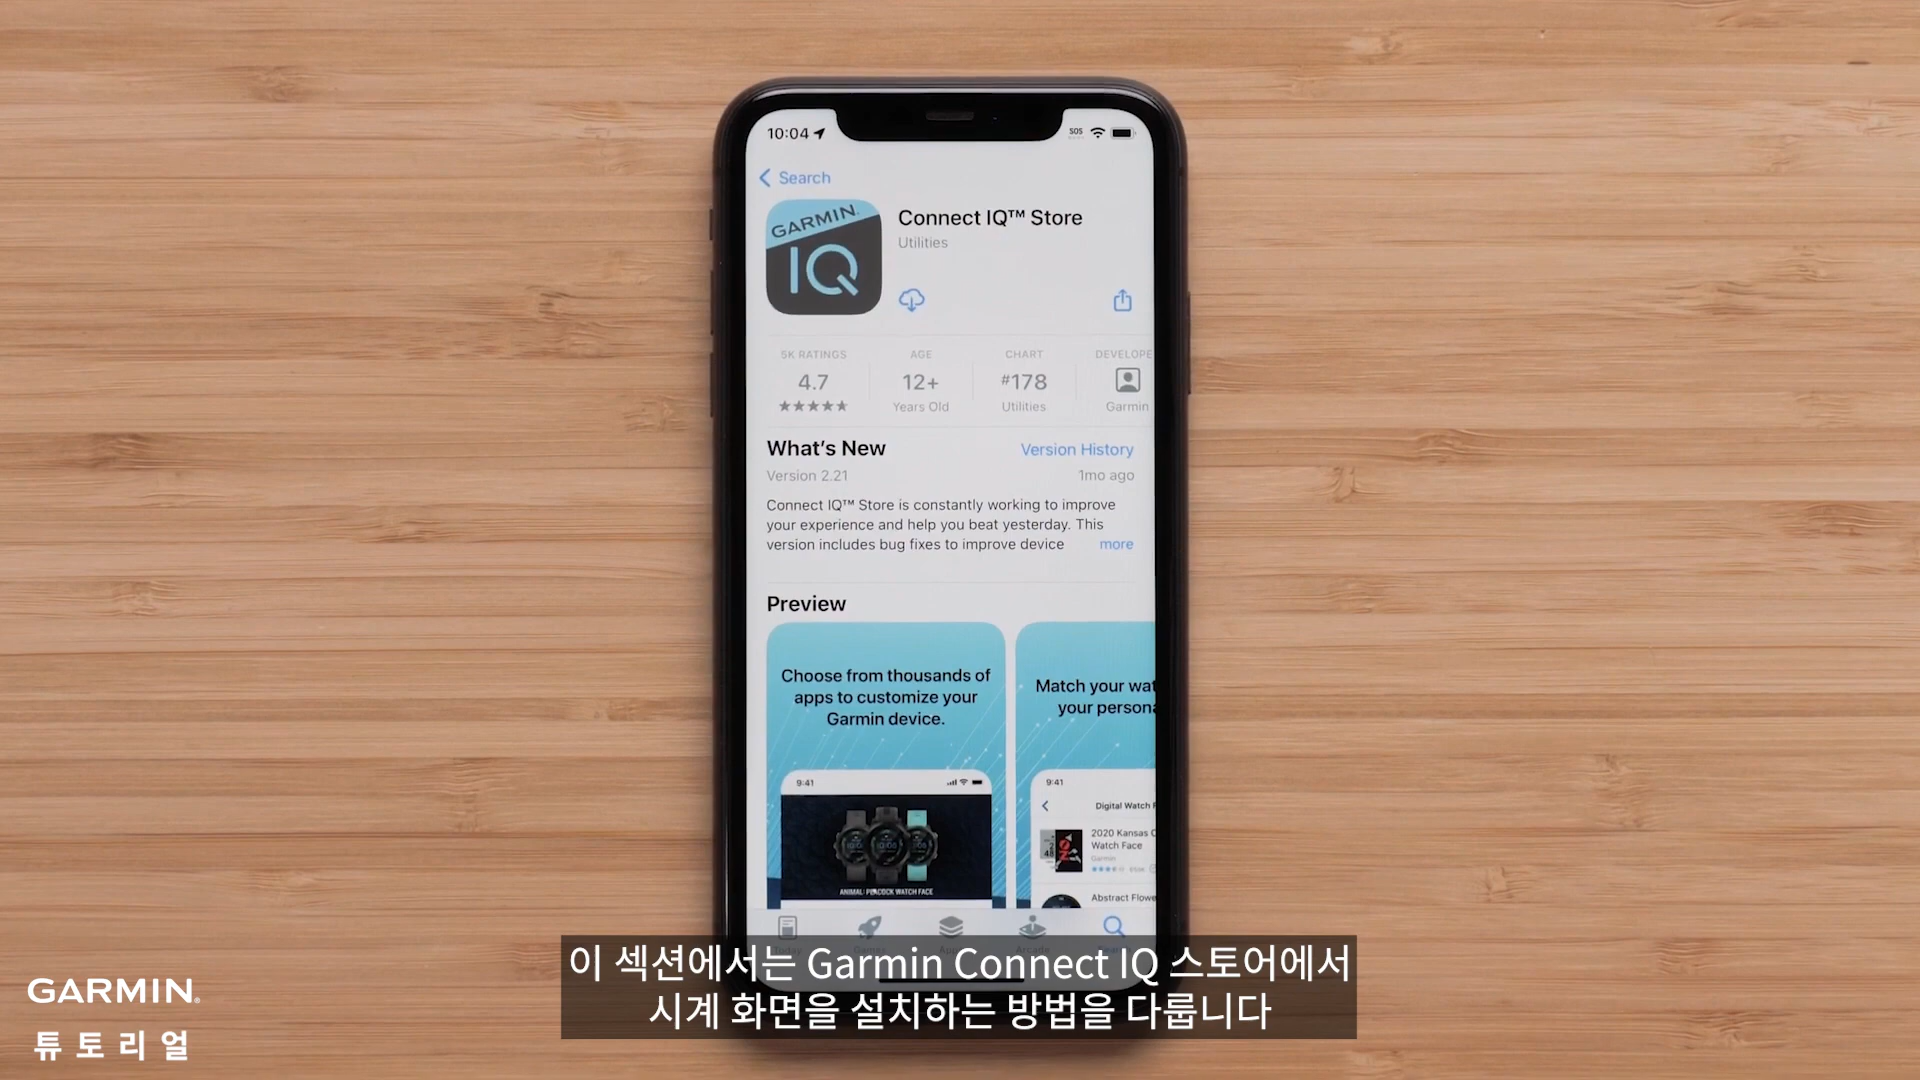 10:04
SOS
Search
GARMIN
IQ
Connect IQ™ Store
Utilities
5K RATINGS
AGE
CHART
DEVELOPE
4.7
12+
#178
★★★★★
Years Old
Utilities
Garmin
What's New
Version History
Version 2.21
1mo ago
Connect IQ™ Store is constantly working to improve
your experience and help you beat yesterday. This
version includes bug fixes to improve device
more
Preview
Choose from thousands of
apps to customize your
Garmin device.
Match your wat
your persona
9:41
ANIMAL: PEACOCK WATCH FACE
9:41
Digital Watch F
2020 Kansas C
Watch Face
Garmin
Abstract Flowe
이 섹션에서는 Garmin Connect IQ 스토어에서
시계 화면을 설치하는 방법을 다룹니다
GARMIN®
튜토리얼